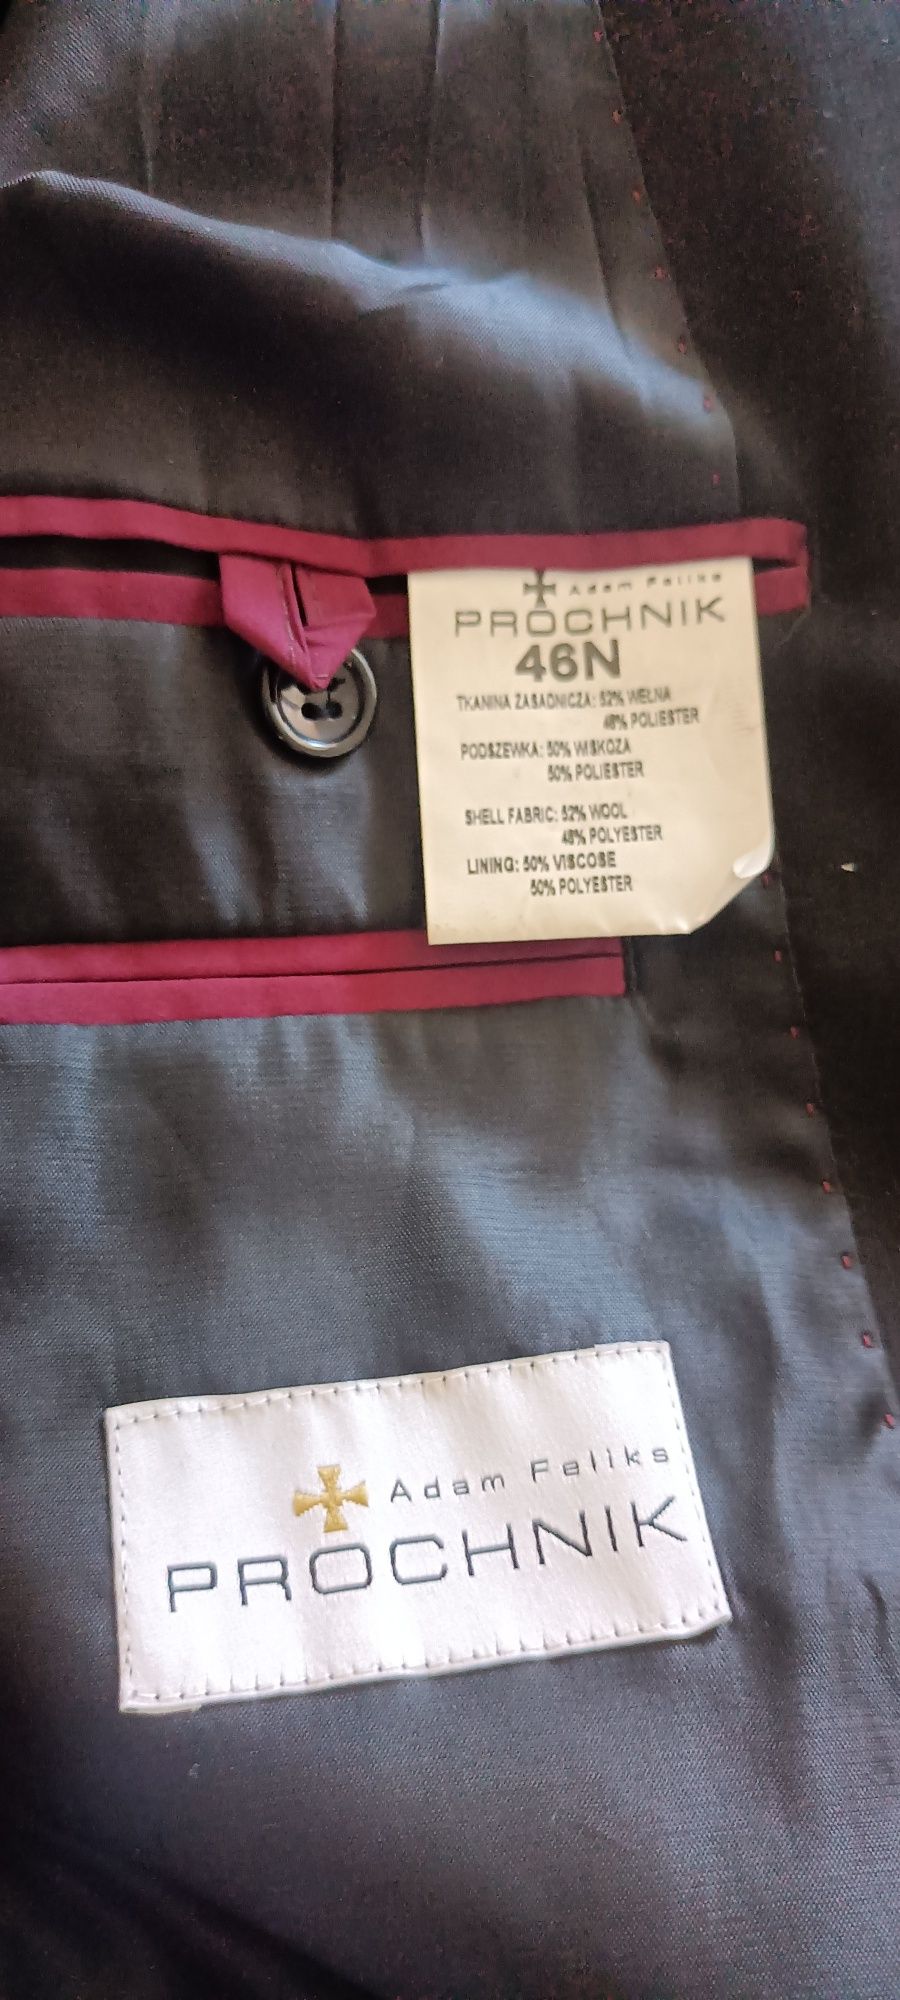 Adam Feliks
PROCHNIK
46N
TKANINA ZASADNICZA: 52% WEŁNA
48% POLIESTER
PODSZEWKA: 50% WISKOZA
50% POLIESTER
SHELL FABRIC: 52% WOOL
48% POLYESTER
LINING: 50% VISCOSE
50% POLYESTER
Adam Feliks
PROCHNIK